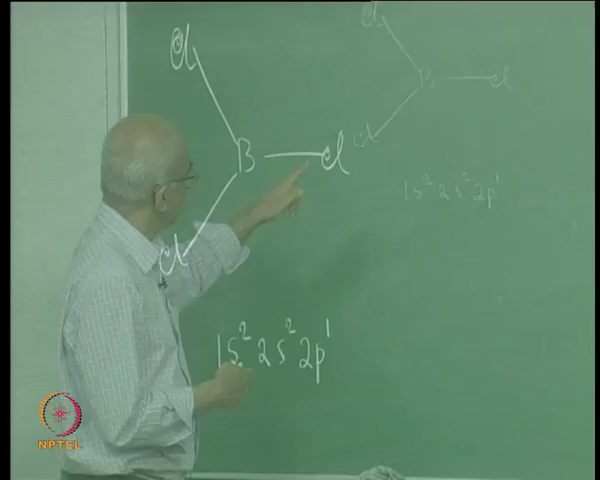 Cl
B — Cl
Cl
1s² 2s² 2p¹
Cl
B — Cl
Cl
1s² 2s² 2p¹
NPTEL